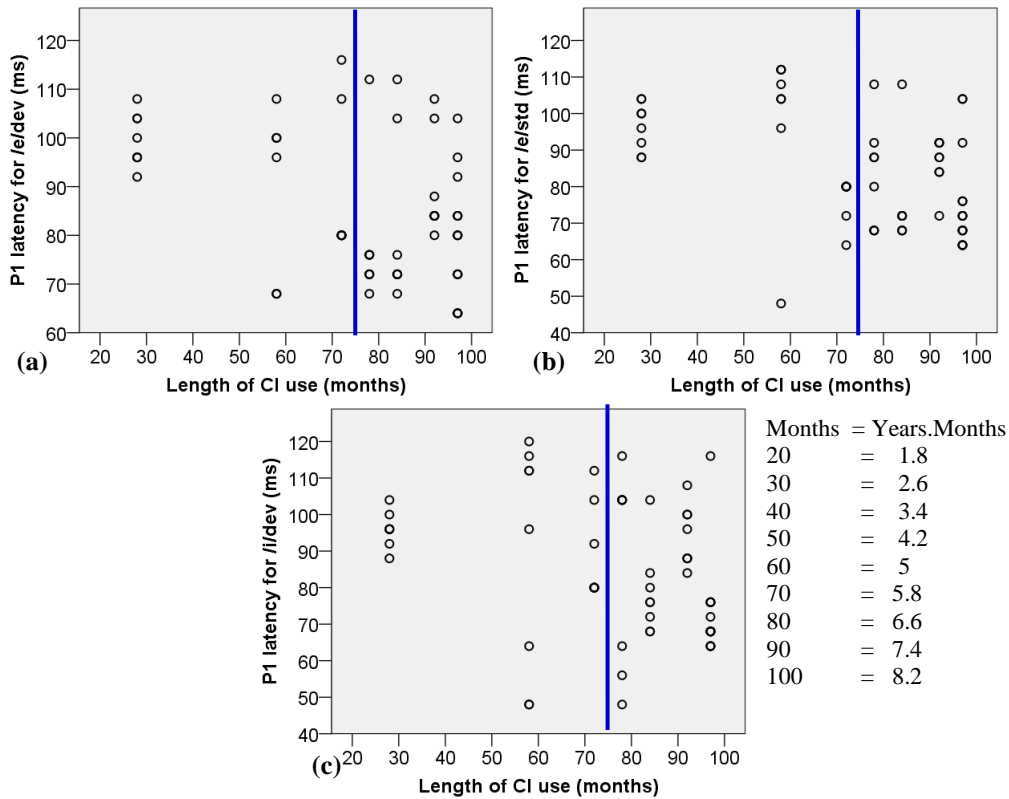 P1 latency for /e/dev (ms)
120
110
100
90
80
70
60
20 30 40 50 60 70 80 90 100
(a)
Length of CI use (months)
P1 latency for /e/std (ms)
120
110
100
90
80
70
60
50
40
20 30 40 50 60 70 80 90 100
(b)
Length of CI use (months)
P1 latency for /i/dev (ms)
120
110
100
90
80
70
60
50
40
20 30 40 50 60 70 80 90 100
(c)
Length of CI use (months)
Months = Years.Months
20 = 1.8
30 = 2.6
40 = 3.4
50 = 4.2
60 = 5
70 = 5.8
80 = 6.6
90 = 7.4
100 = 8.2